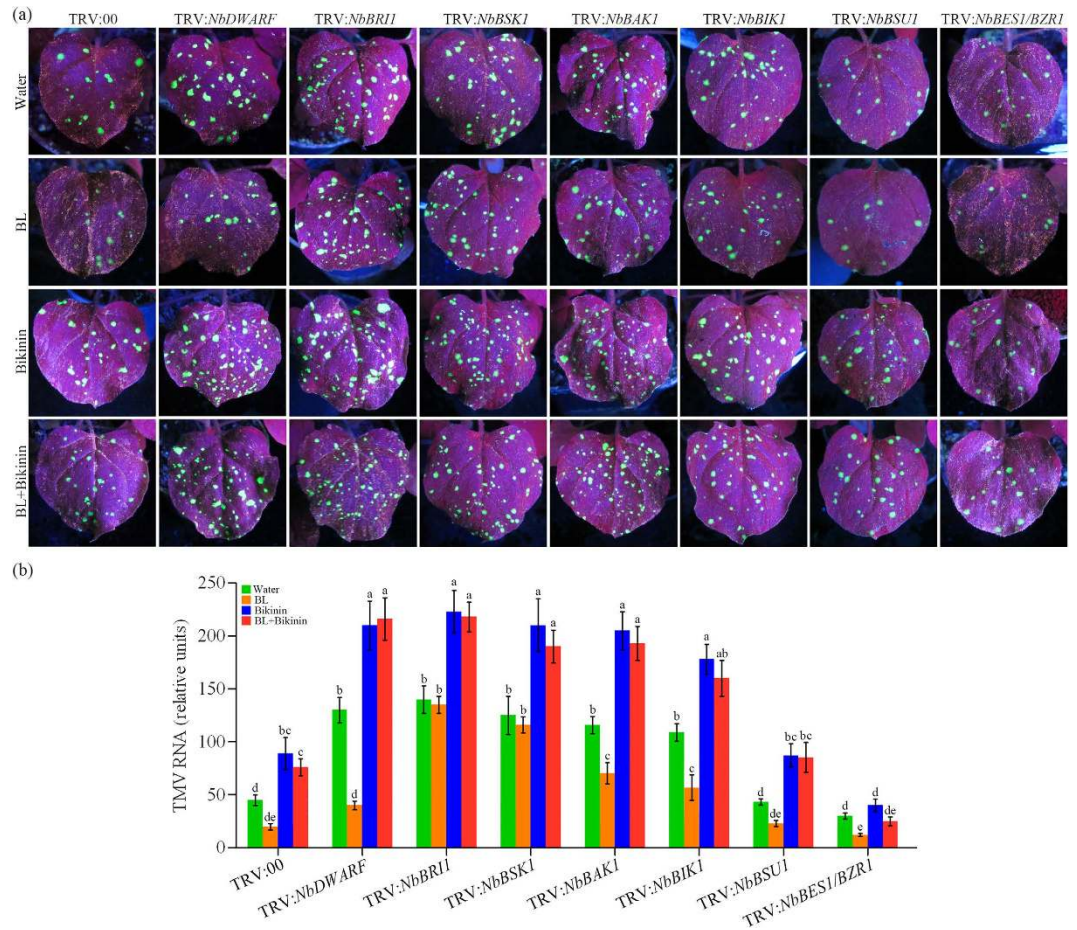 (a)
TRV:00 TRV:NbDWARF TRV:NbBRI1 TRV:NbBSK1 TRV:NbBAK1 TRV:NbBIK1 TRV:NbBSU1 TRV:NbBES1/BZR1
Water
BL
Bikinin
BL+Bikinin
(b)
TMV RNA (relative units)
250
200
150
100
50
0
Water
BL
Bikinin
BL+Bikinin
d de bc c
b d a a
b b a a
b b a a
b c a a
b c a ab
d de bc bc
d e d de
TRV:00
TRV:NbDWARF
TRV:NbBRI1
TRV:NbBSK1
TRV:NbBAK1
TRV:NbBIK1
TRV:NbBSU1
TRV:NbBES1/BZR1